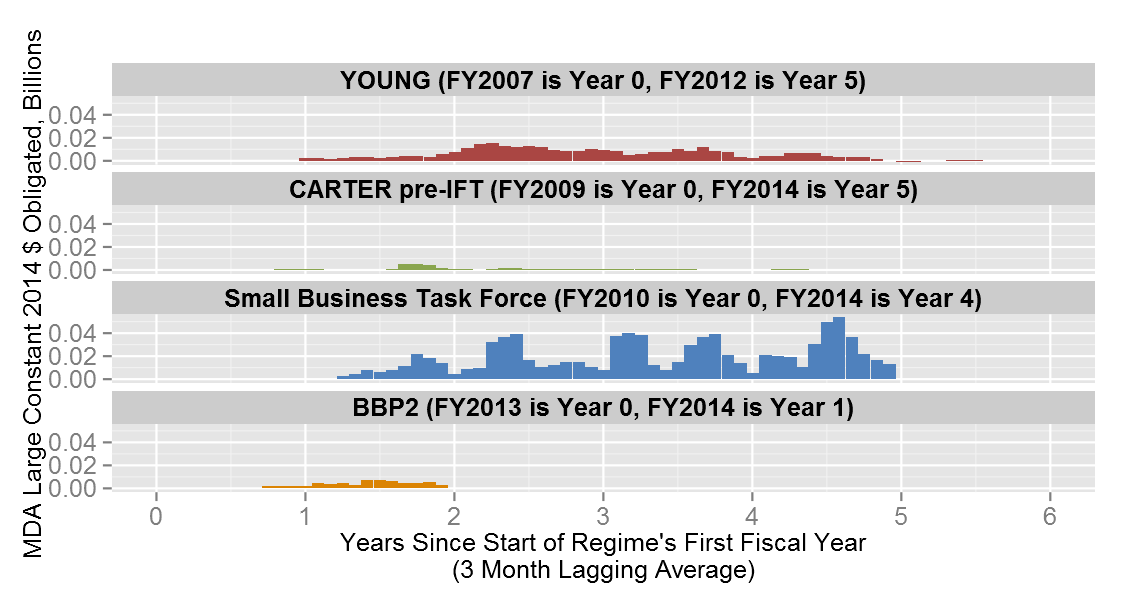 MDA Large Constant 2014 $ Obligated, Billions
YOUNG (FY2007 is Year 0, FY2012 is Year 5)
0.04
0.02
0.00
CARTER pre-IFT (FY2009 is Year 0, FY2014 is Year 5)
0.04
0.02
0.00
Small Business Task Force (FY2010 is Year 0, FY2014 is Year 4)
0.04
0.02
0.00
BBP2 (FY2013 is Year 0, FY2014 is Year 1)
0.04
0.02
0.00
0 1 2 3 4 5 6
Years Since Start of Regime's First Fiscal Year
(3 Month Lagging Average)